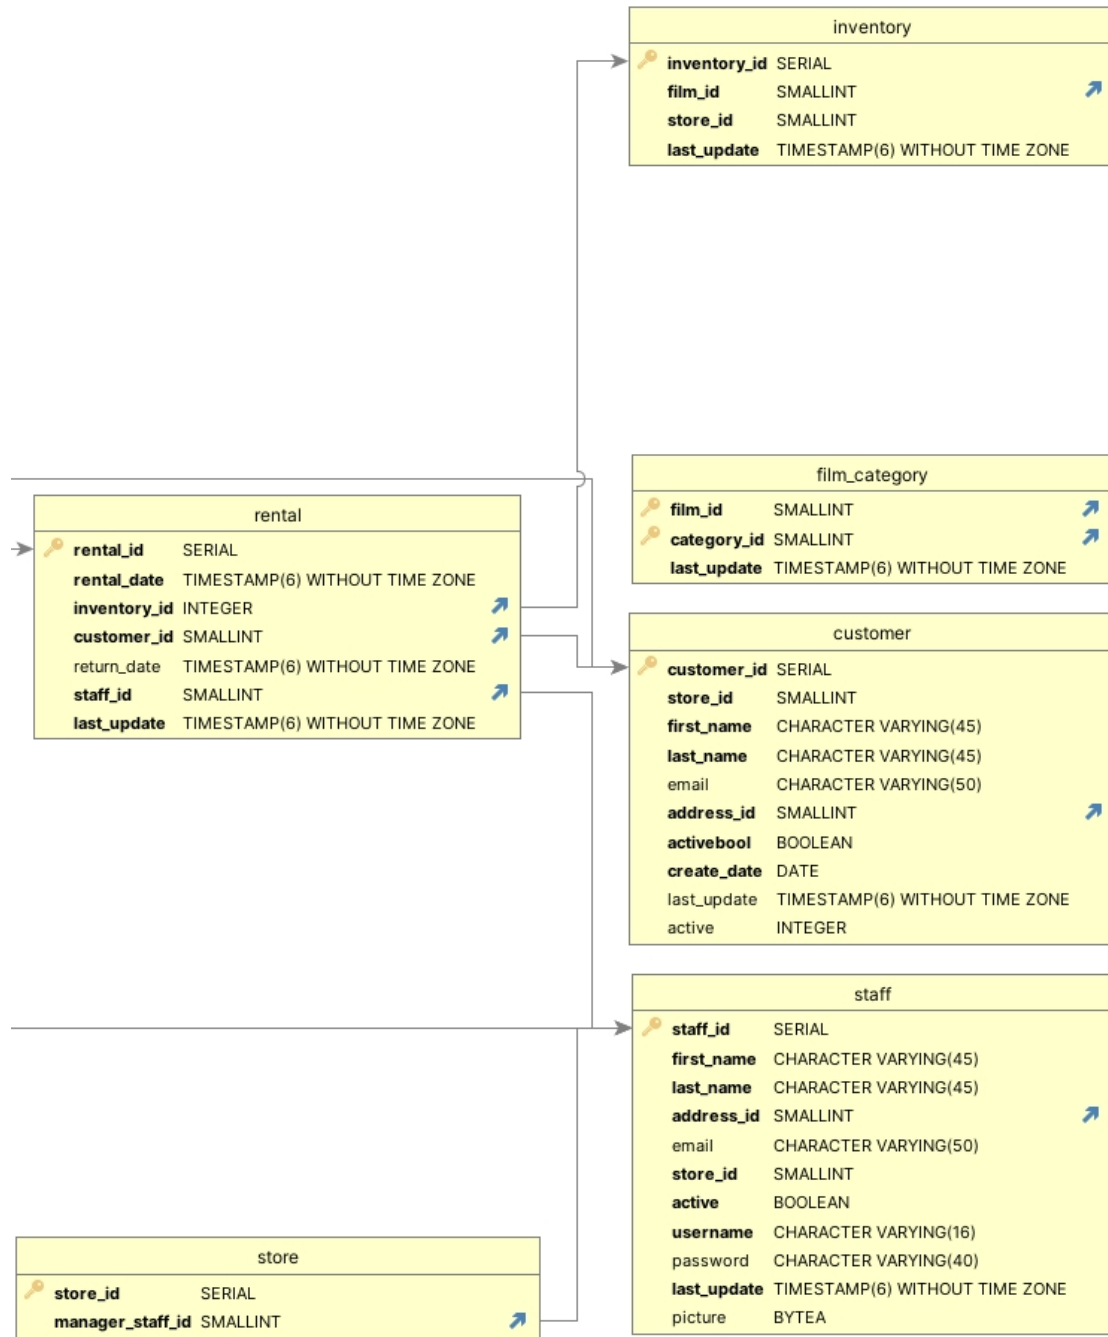 inventory
inventory_id SERIAL
film_id SMALLINT
store_id SMALLINT
last_update TIMESTAMP(6) WITHOUT TIME ZONE
film_category
film_id SMALLINT
category_id SMALLINT
last_update TIMESTAMP(6) WITHOUT TIME ZONE
rental
rental_id SERIAL
rental_date TIMESTAMP(6) WITHOUT TIME ZONE
inventory_id INTEGER
customer_id SMALLINT
return_date TIMESTAMP(6) WITHOUT TIME ZONE
staff_id SMALLINT
last_update TIMESTAMP(6) WITHOUT TIME ZONE
customer
customer_id SERIAL
store_id SMALLINT
first_name CHARACTER VARYING(45)
last_name CHARACTER VARYING(45)
email CHARACTER VARYING(50)
address_id SMALLINT
activebool BOOLEAN
create_date DATE
last_update TIMESTAMP(6) WITHOUT TIME ZONE
active INTEGER
staff
staff_id SERIAL
first_name CHARACTER VARYING(45)
last_name CHARACTER VARYING(45)
address_id SMALLINT
email CHARACTER VARYING(50)
store_id SMALLINT
active BOOLEAN
username CHARACTER VARYING(16)
password CHARACTER VARYING(40)
last_update TIMESTAMP(6) WITHOUT TIME ZONE
picture BYTEA
store
store_id SERIAL
manager_staff_id SMALLINT